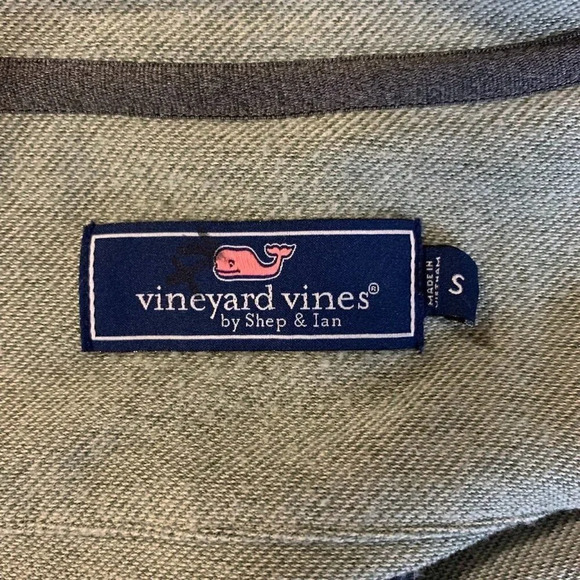 vineyard vines®
by Shep & Ian
MADE IN
VIETNAM
S